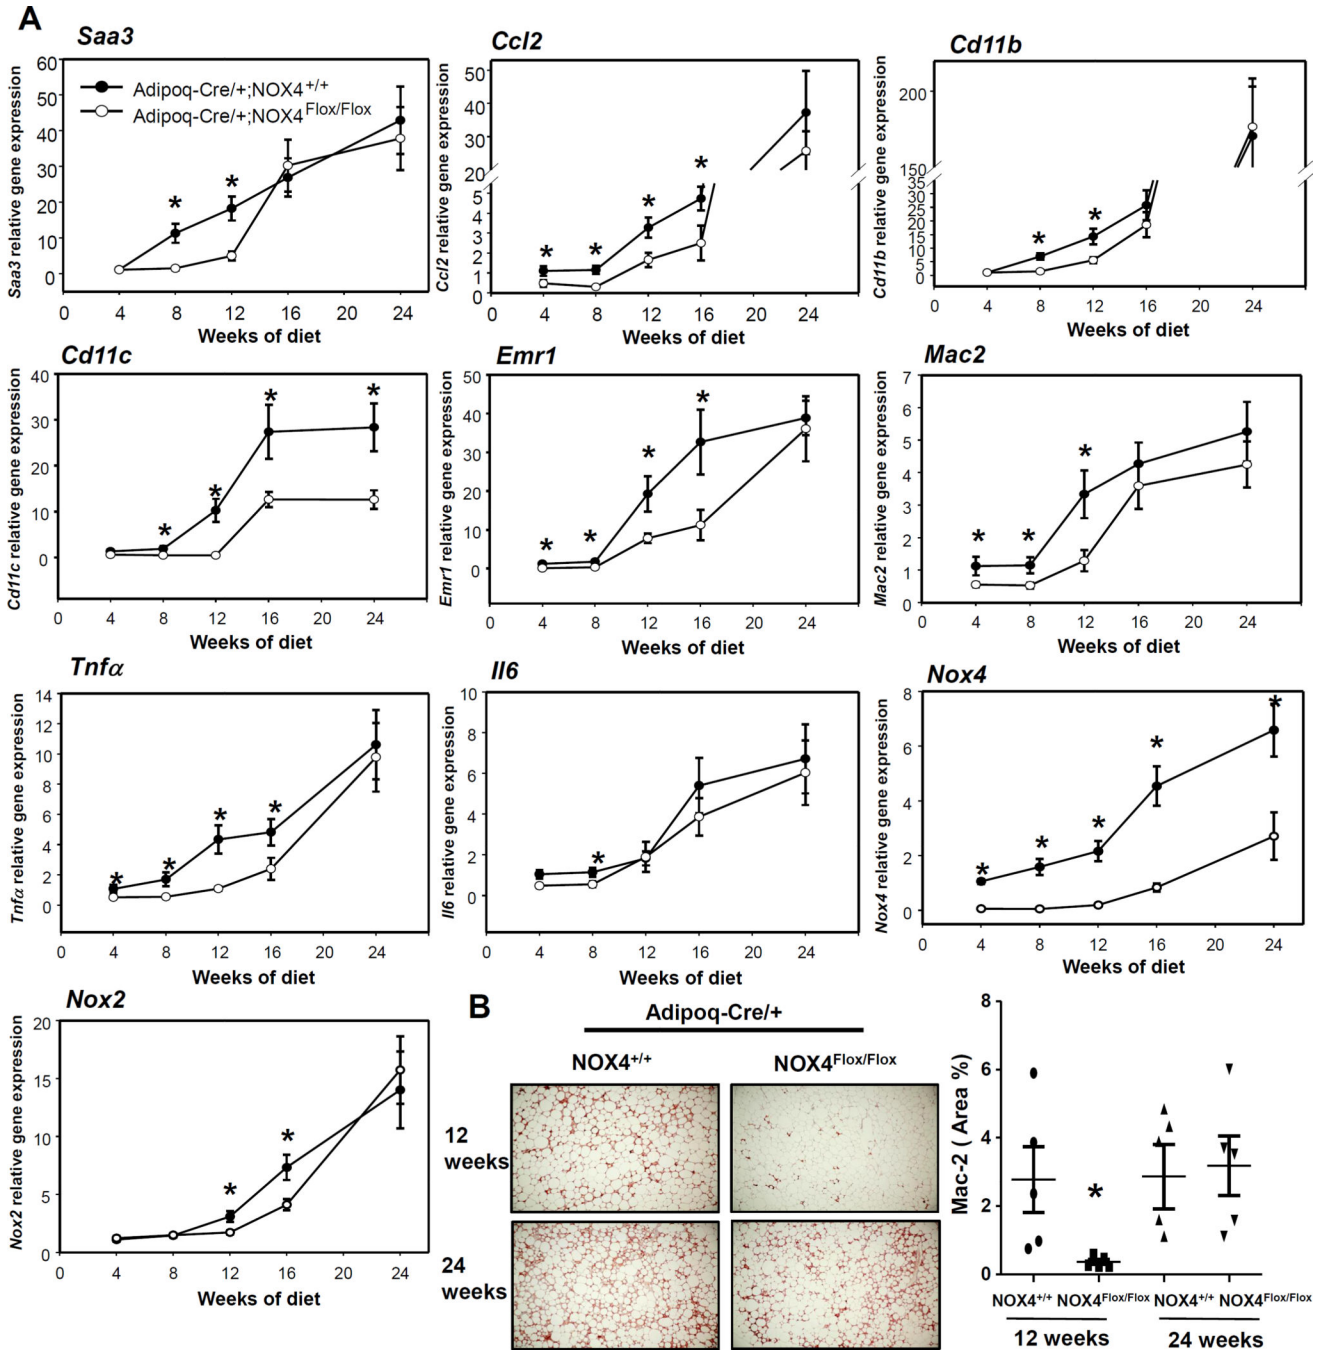 A
Saa3
Saa3 relative gene expression
60
50
40
30
20
10
0
Adipoq-Cre/+;NOX4+/+
Adipoq-Cre/+;NOX4Flox/Flox
* *
0 4 8 12 16 20 24
Weeks of diet
Ccl2
Ccl2 relative gene expression
50
40
30
20
5
4
3
2
1
0
* * * *
0 4 8 12 16 20 24
Weeks of diet
Cd11b
Cd11b relative gene expression
200
150
35
30
25
20
15
10
5
0
* *
0 4 8 12 16 20 24
Weeks of diet
Cd11c
Cd11c relative gene expression
40
30
20
10
0
* * * *
0 4 8 12 16 20 24
Weeks of diet
Emr1
Emr1 relative gene expression
50
40
30
20
10
0
* * * *
0 4 8 12 16 20 24
Weeks of diet
Mac2
Mac2 relative gene expression
7
6
5
4
3
2
1
0
* * *
0 4 8 12 16 20 24
Weeks of diet
Tnfα
Tnfα relative gene expression
14
12
10
8
6
4
2
0
* * * *
0 4 8 12 16 20 24
Weeks of diet
Il6
Il6 relative gene expression
10
8
6
4
2
0
*
0 4 8 12 16 20 24
Weeks of diet
Nox4
Nox4 relative gene expression
8
6
4
2
0
* * * * *
0 4 8 12 16 20 24
Weeks of diet
Nox2
Nox2 relative gene expression
20
15
10
5
0
* *
0 4 8 12 16 20 24
Weeks of diet
B
Adipoq-Cre/+
NOX4+/+ NOX4Flox/Flox
12
weeks
24
weeks
Mac-2 ( Area %)
8
6
4
2
0
*
NOX4+/+ NOX4Flox/Flox NOX4+/+ NOX4Flox/Flox
12 weeks 24 weeks